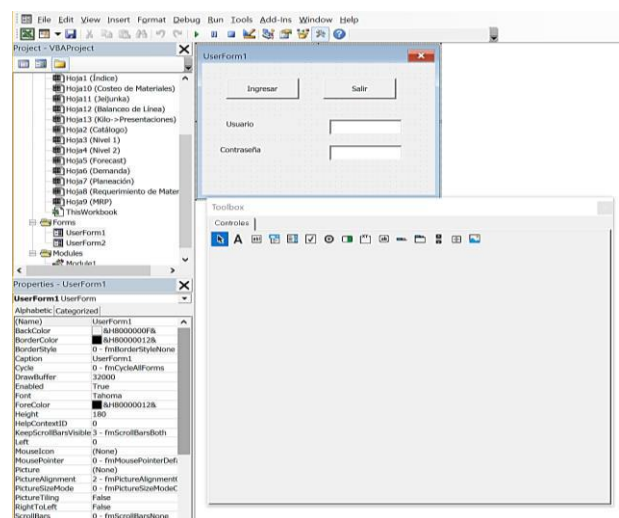 File Edit View Insert Format Debug Run Tools Add-Ins Window Help
Project - VBAProject
Hoja1 (Índice)
Hoja10 (Costeo de Materiales)
Hoja11 (Jeijunka)
Hoja12 (Balanceo de Línea)
Hoja13 (Kilo->Presentaciones)
Hoja2 (Catálogo)
Hoja3 (Nivel 1)
Hoja4 (Nivel 2)
Hoja5 (Forecast)
Hoja6 (Demanda)
Hoja7 (Planeación)
Hoja8 (Requerimiento de Mater
Hoja9 (MRP)
ThisWorkbook
Forms
UserForm1
UserForm2
Modules
Module1
Properties - UserForm1
UserForm1 UserForm
Alphabetic Categorized
(Name) UserForm1
BackColor &H8000000F&
BorderColor &H80000012&
BorderStyle 0 - fmBorderStyleNone
Caption UserForm1
Cycle 0 - fmCycleAllForms
DrawBuffer 32000
Enabled True
Font Tahoma
ForeColor &H80000012&
Height 180
HelpContextID 0
KeepScrollBarsVisible 3 - fmScrollBarsBoth
Left 0
MouseIcon (None)
MousePointer 0 - fmMousePointerDefa
Picture (None)
PictureAlignment 2 - fmPictureAlignment
PictureSizeMode 0 - fmPictureSizeModeC
PictureTiling False
RightToLeft False
ScrollBars 0 - fmScrollBarsNone
UserForm1
Ingresar Salir
Usuario
Contraseña
Toolbox
Controles
A